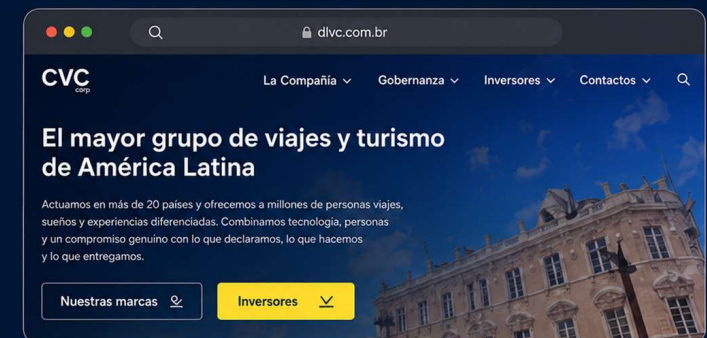 dlvc.com.br
CVC
corp
La Compañía
Gobernanza
Inversores
Contactos
El mayor grupo de viajes y turismo
de América Latina
Actuamos en más de 20 países y ofrecemos a millones de personas viajes,
sueños y experiencias diferenciadas. Combinamos tecnología, personas
y un compromiso genuino con lo que declaramos, lo que hacemos
y lo que entregamos.
Nuestras marcas
Inversores